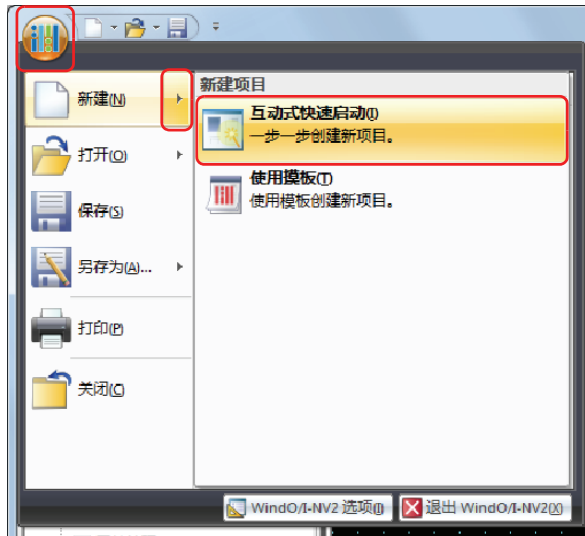 新建(N)
打开(O)
保存(S)
另存为(A)...
打印(P)
关闭(C)
新建项目
互动式快速启动(I)
一步一步创建新项目。
使用摸板(T)
使用模板创建新项目。
WindO/I-NV2 选项(I)
退出 WindO/I-NV2(X)